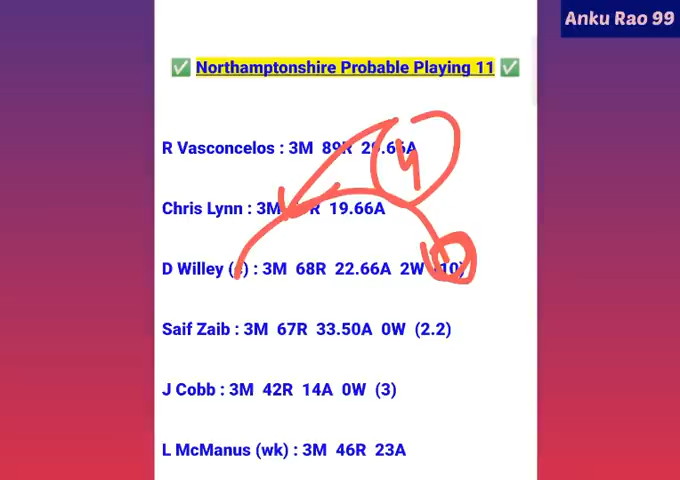 Anku Rao 99
✅ Northamptonshire Probable Playing 11 ✅
R Vasconcelos : 3M 89R 29.66A
4
Chris Lynn : 3M R 19.66A
D Willey (c) : 3M 68R 22.66A 2W (10)
Saif Zaib : 3M 67R 33.50A 0W (2.2)
J Cobb : 3M 42R 14A 0W (3)
L McManus (wk) : 3M 46R 23A